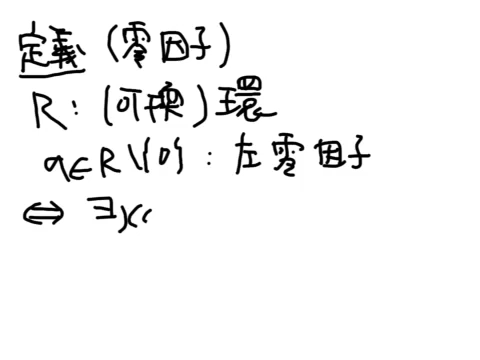 定義 (零因子)
R: (可換) 環
a∈R\{0} : 左零因子
⇔ ∃x